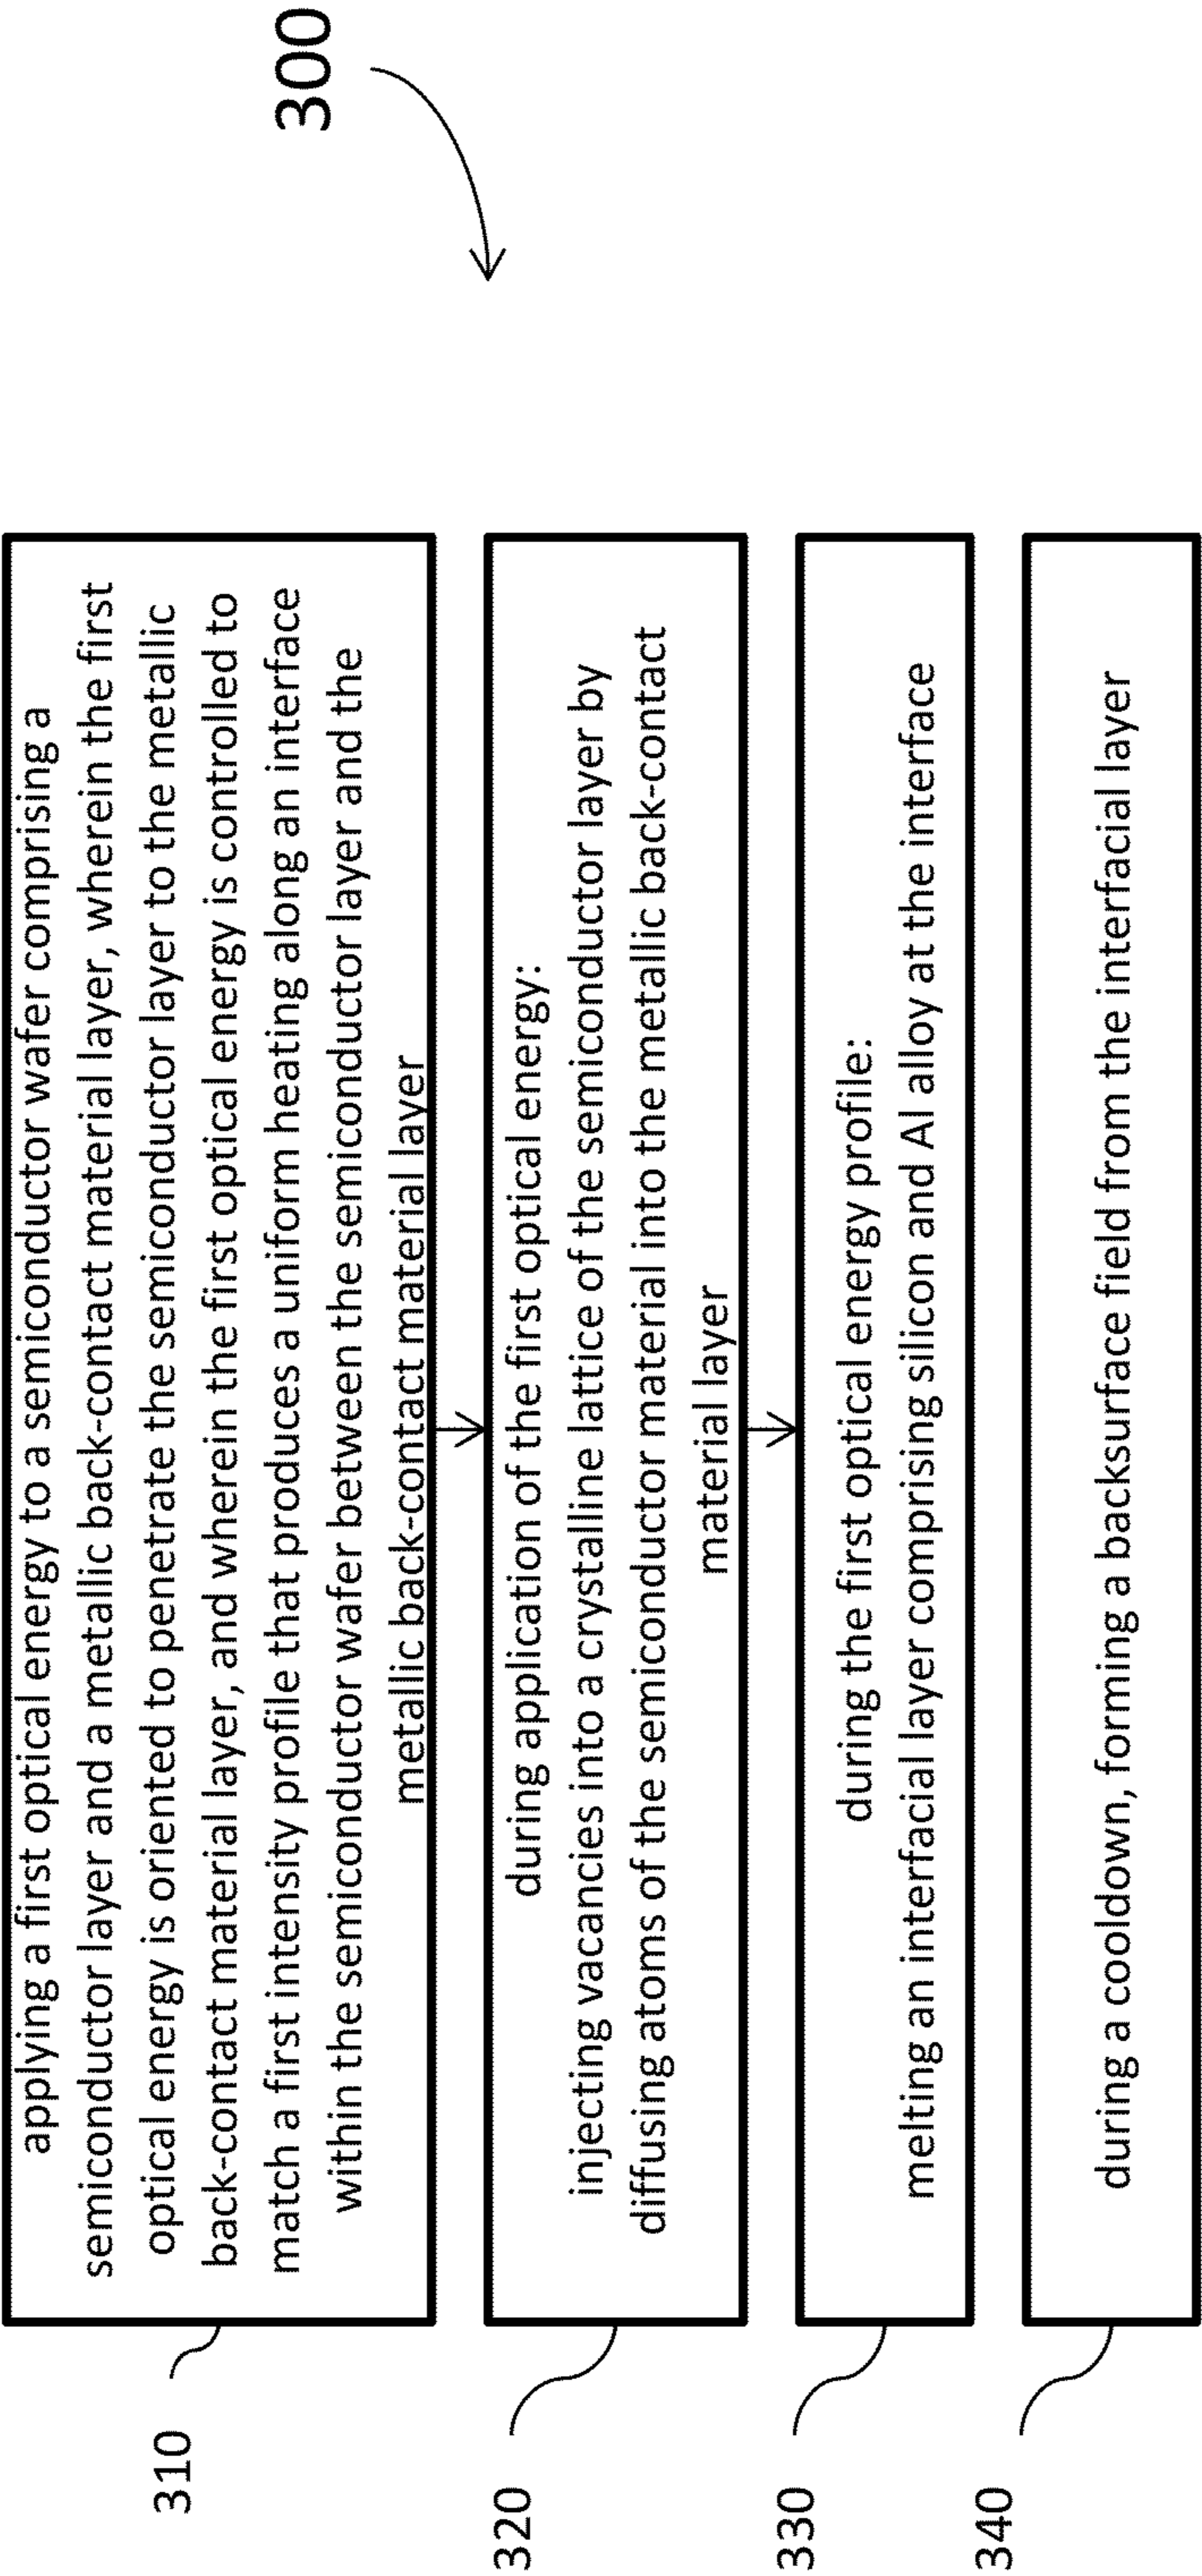 300
310
applying a first optical energy to a semiconductor wafer comprising a
semiconductor layer and a metallic back-contact material layer, wherein the first
optical energy is oriented to penetrate the semiconductor layer to the metallic
back-contact material layer, and wherein the first optical energy is controlled to
match a first intensity profile that produces a uniform heating along an interface
within the semiconductor wafer between the semiconductor layer and the
metallic back-contact material layer
320
during application of the first optical energy:
injecting vacancies into a crystalline lattice of the semiconductor layer by
diffusing atoms of the semiconductor material into the metallic back-contact
material layer
330
during the first optical energy profile:
melting an interfacial layer comprising silicon and Al alloy at the interface
340
during a cooldown, forming a backsurface field from the interfacial layer